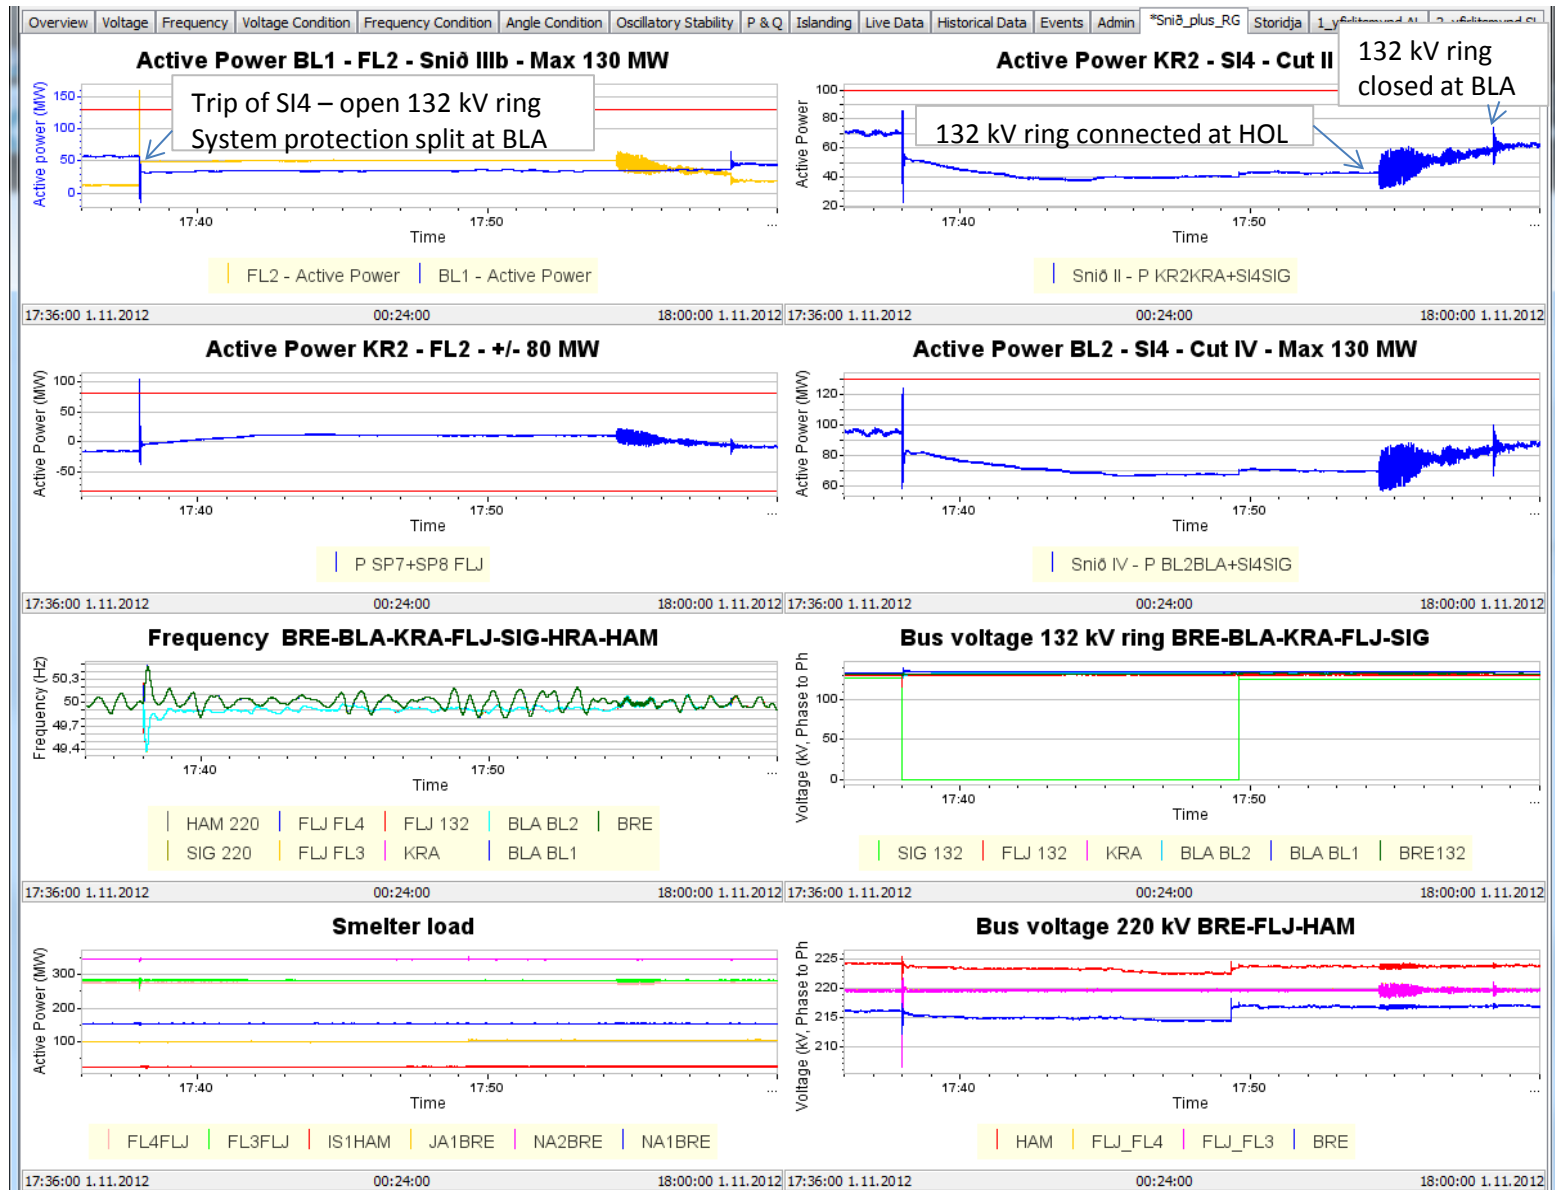 Overview Voltage Frequency Voltage Condition Frequency Condition Angle Condition Oscillatory Stability P & Q Islanding Live Data Historical Data Events Admin *Snið_plus_RG Storidja
Active Power BL1 - FL2 - Snið IIIb - Max 130 MW
Active power (MW)
150
100
50
0
Trip of SI4 – open 132 kV ring
System protection split at BLA
17:40 17:50 ...
Time
FL2 - Active Power BL1 - Active Power
17:36:00 1.11.2012 00:24:00 18:00:00 1.11.2012
Active Power KR2 - SI4 - Cut II
132 kV ring
closed at BLA
132 kV ring connected at HOL
Active Power
100
80
60
40
20
17:40 17:50 ...
Time
Snið II - P KR2KRA+SI4SIG
17:36:00 1.11.2012 00:24:00 18:00:00 1.11.2012
Active Power KR2 - FL2 - +/- 80 MW
Active Power (MW)
100
50
0
-50
17:40 17:50 ...
Time
P SP7+SP8 FLJ
17:36:00 1.11.2012 00:24:00 18:00:00 1.11.2012
Active Power BL2 - SI4 - Cut IV - Max 130 MW
Active Power (MW)
120
100
80
60
17:40 17:50 ...
Time
Snið IV - P BL2BLA+SI4SIG
17:36:00 1.11.2012 00:24:00 18:00:00 1.11.2012
Frequency BRE-BLA-KRA-FLJ-SIG-HRA-HAM
Frequency (Hz)
50,3
50
49,7
49,4
17:40 17:50 ...
Time
HAM 220 FLJ FL4 FLJ 132 BLA BL2 BRE
SIG 220 FLJ FL3 KRA BLA BL1
17:36:00 1.11.2012 00:24:00 18:00:00 1.11.2012
Bus voltage 132 kV ring BRE-BLA-KRA-FLJ-SIG
Voltage (kV, Phase to Ph
100
50
0
17:40 17:50 ...
Time
SIG 132 FLJ 132 KRA BLA BL2 BLA BL1 BRE132
17:36:00 1.11.2012 00:24:00 18:00:00 1.11.2012
Smelter load
Active Power (MW)
300
200
100
17:40 17:50 ...
Time
FL4FLJ FL3FLJ IS1HAM JA1BRE NA2BRE NA1BRE
17:36:00 1.11.2012 00:24:00 18:00:00 1.11.2012
Bus voltage 220 kV BRE-FLJ-HAM
Voltage (kV, Phase to Ph
225
220
215
210
17:40 17:50 ...
Time
HAM FLJ_FL4 FLJ_FL3 BRE
17:36:00 1.11.2012 00:24:00 18:00:00 1.11.2012